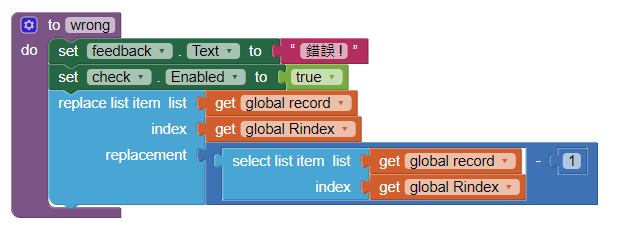 to wrong
do set feedback . Text to " 錯誤！ "
set check . Enabled to true
replace list item list get global record
index get global Rindex
replacement select list item list get global record - 1
index get global Rindex